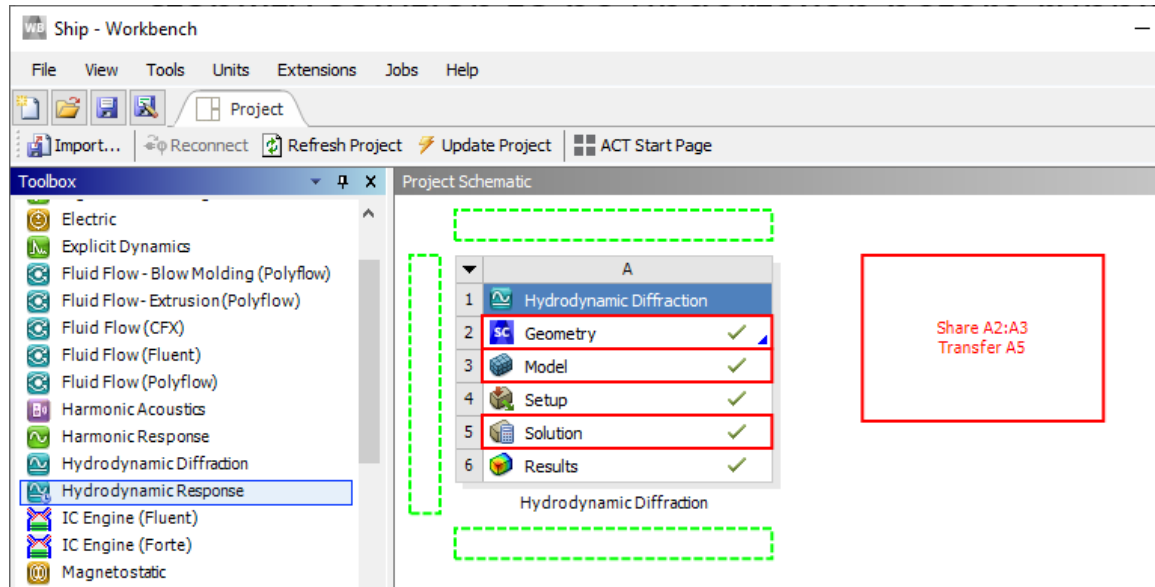 WB Ship - Workbench
File View Tools Units Extensions Jobs Help
Project
Import... Reconnect Refresh Project Update Project ACT Start Page
Toolbox
Project Schematic
Electric
Explicit Dynamics
Fluid Flow - Blow Molding (Polyflow)
Fluid Flow - Extrusion (Polyflow)
Fluid Flow (CFX)
Fluid Flow (Fluent)
Fluid Flow (Polyflow)
Harmonic Acoustics
Harmonic Response
Hydrodynamic Diffraction
Hydrodynamic Response
IC Engine (Fluent)
IC Engine (Forte)
Magnetostatic
A
1 Hydrodynamic Diffraction
2 SC Geometry
3 Model
4 Setup
5 Solution
6 Results
Hydrodynamic Diffraction
Share A2:A3
Transfer A5